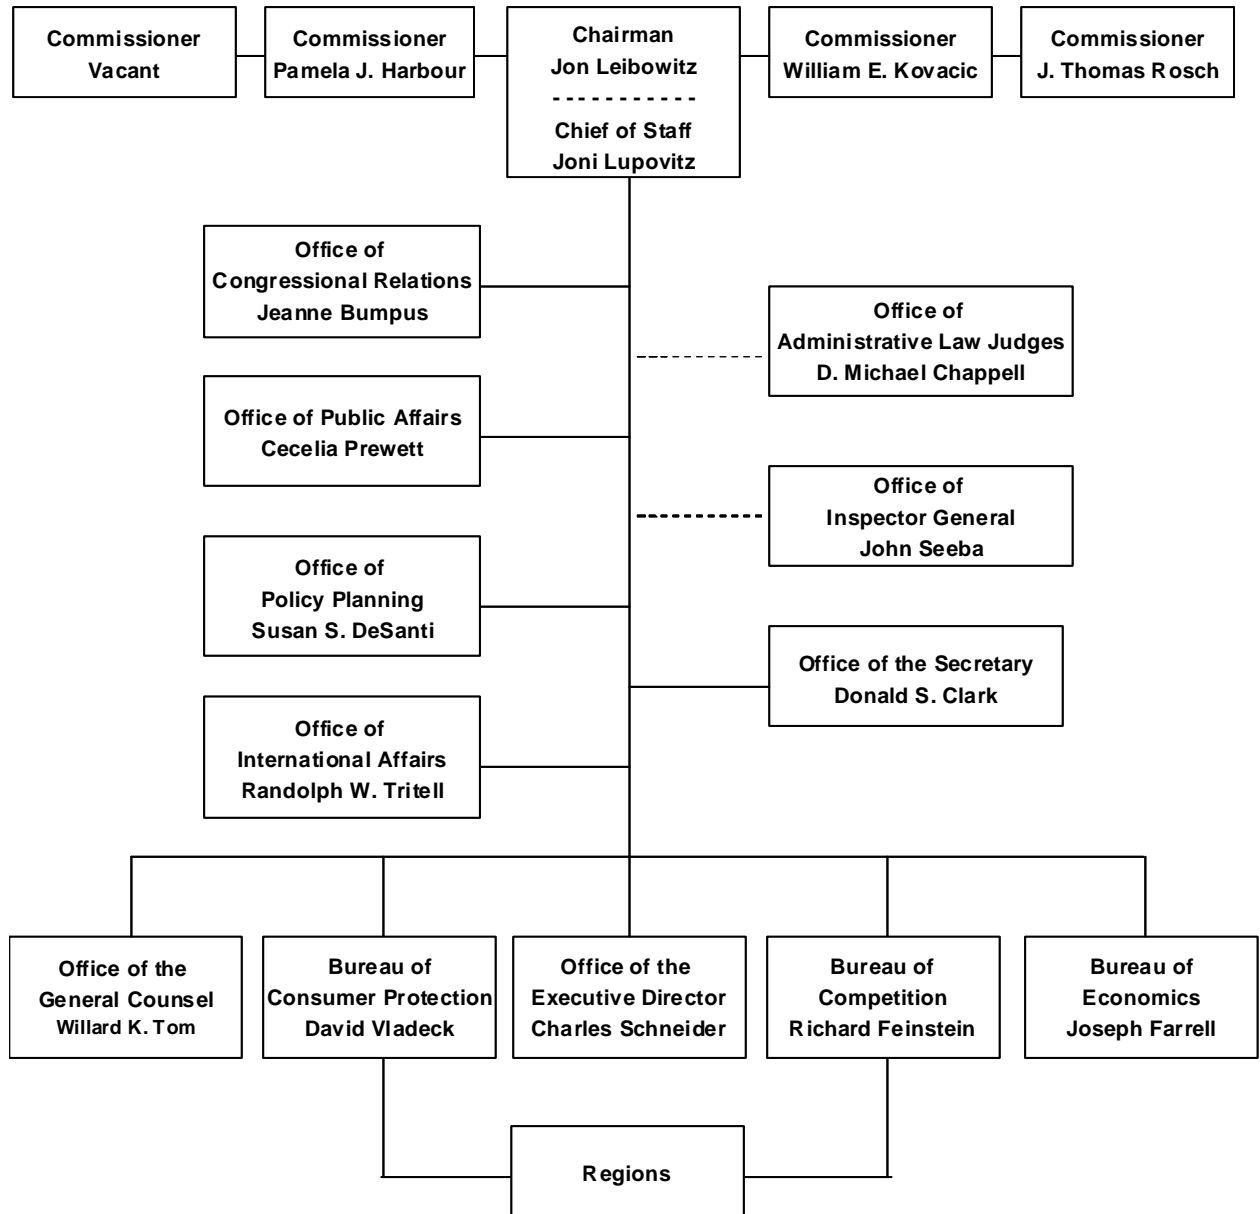 Commissioner
Vacant
Commissioner
Pamela J. Harbour
Chairman
Jon Leibowitz
Chief of Staff
Joni Lupovitz
Commissioner
William E. Kovacic
Commissioner
J. Thomas Rosch
Office of
Congressional Relations
Jeanne Bumpus
Office of
Administrative Law Judges
D. Michael Chappell
Office of Public Affairs
Cecelia Prewett
Office of
Inspector General
John Seeba
Office of
Policy Planning
Susan S. DeSanti
Office of the Secretary
Donald S. Clark
Office of
International Affairs
Randolph W. Tritell
Office of the
General Counsel
Willard K. Tom
Bureau of
Consumer Protection
David Vladeck
Office of the
Executive Director
Charles Schneider
Bureau of
Competition
Richard Feinstein
Bureau of
Economics
Joseph Farrell
Regions